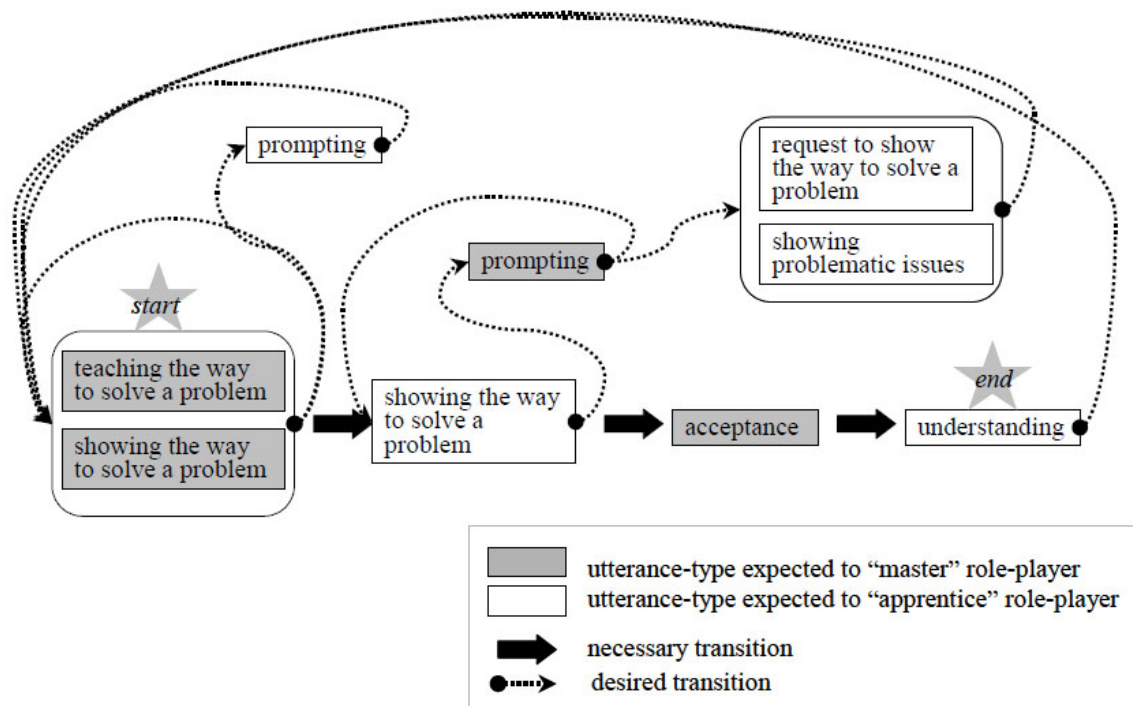 prompting
request to show
the way to solve a
problem
showing
problematic issues
prompting
start
teaching the way
to solve a problem
showing the way
to solve a problem
showing the way
to solve a
problem
acceptance
end
understanding
utterance-type expected to “master” role-player
utterance-type expected to “apprentice” role-player
necessary transition
desired transition